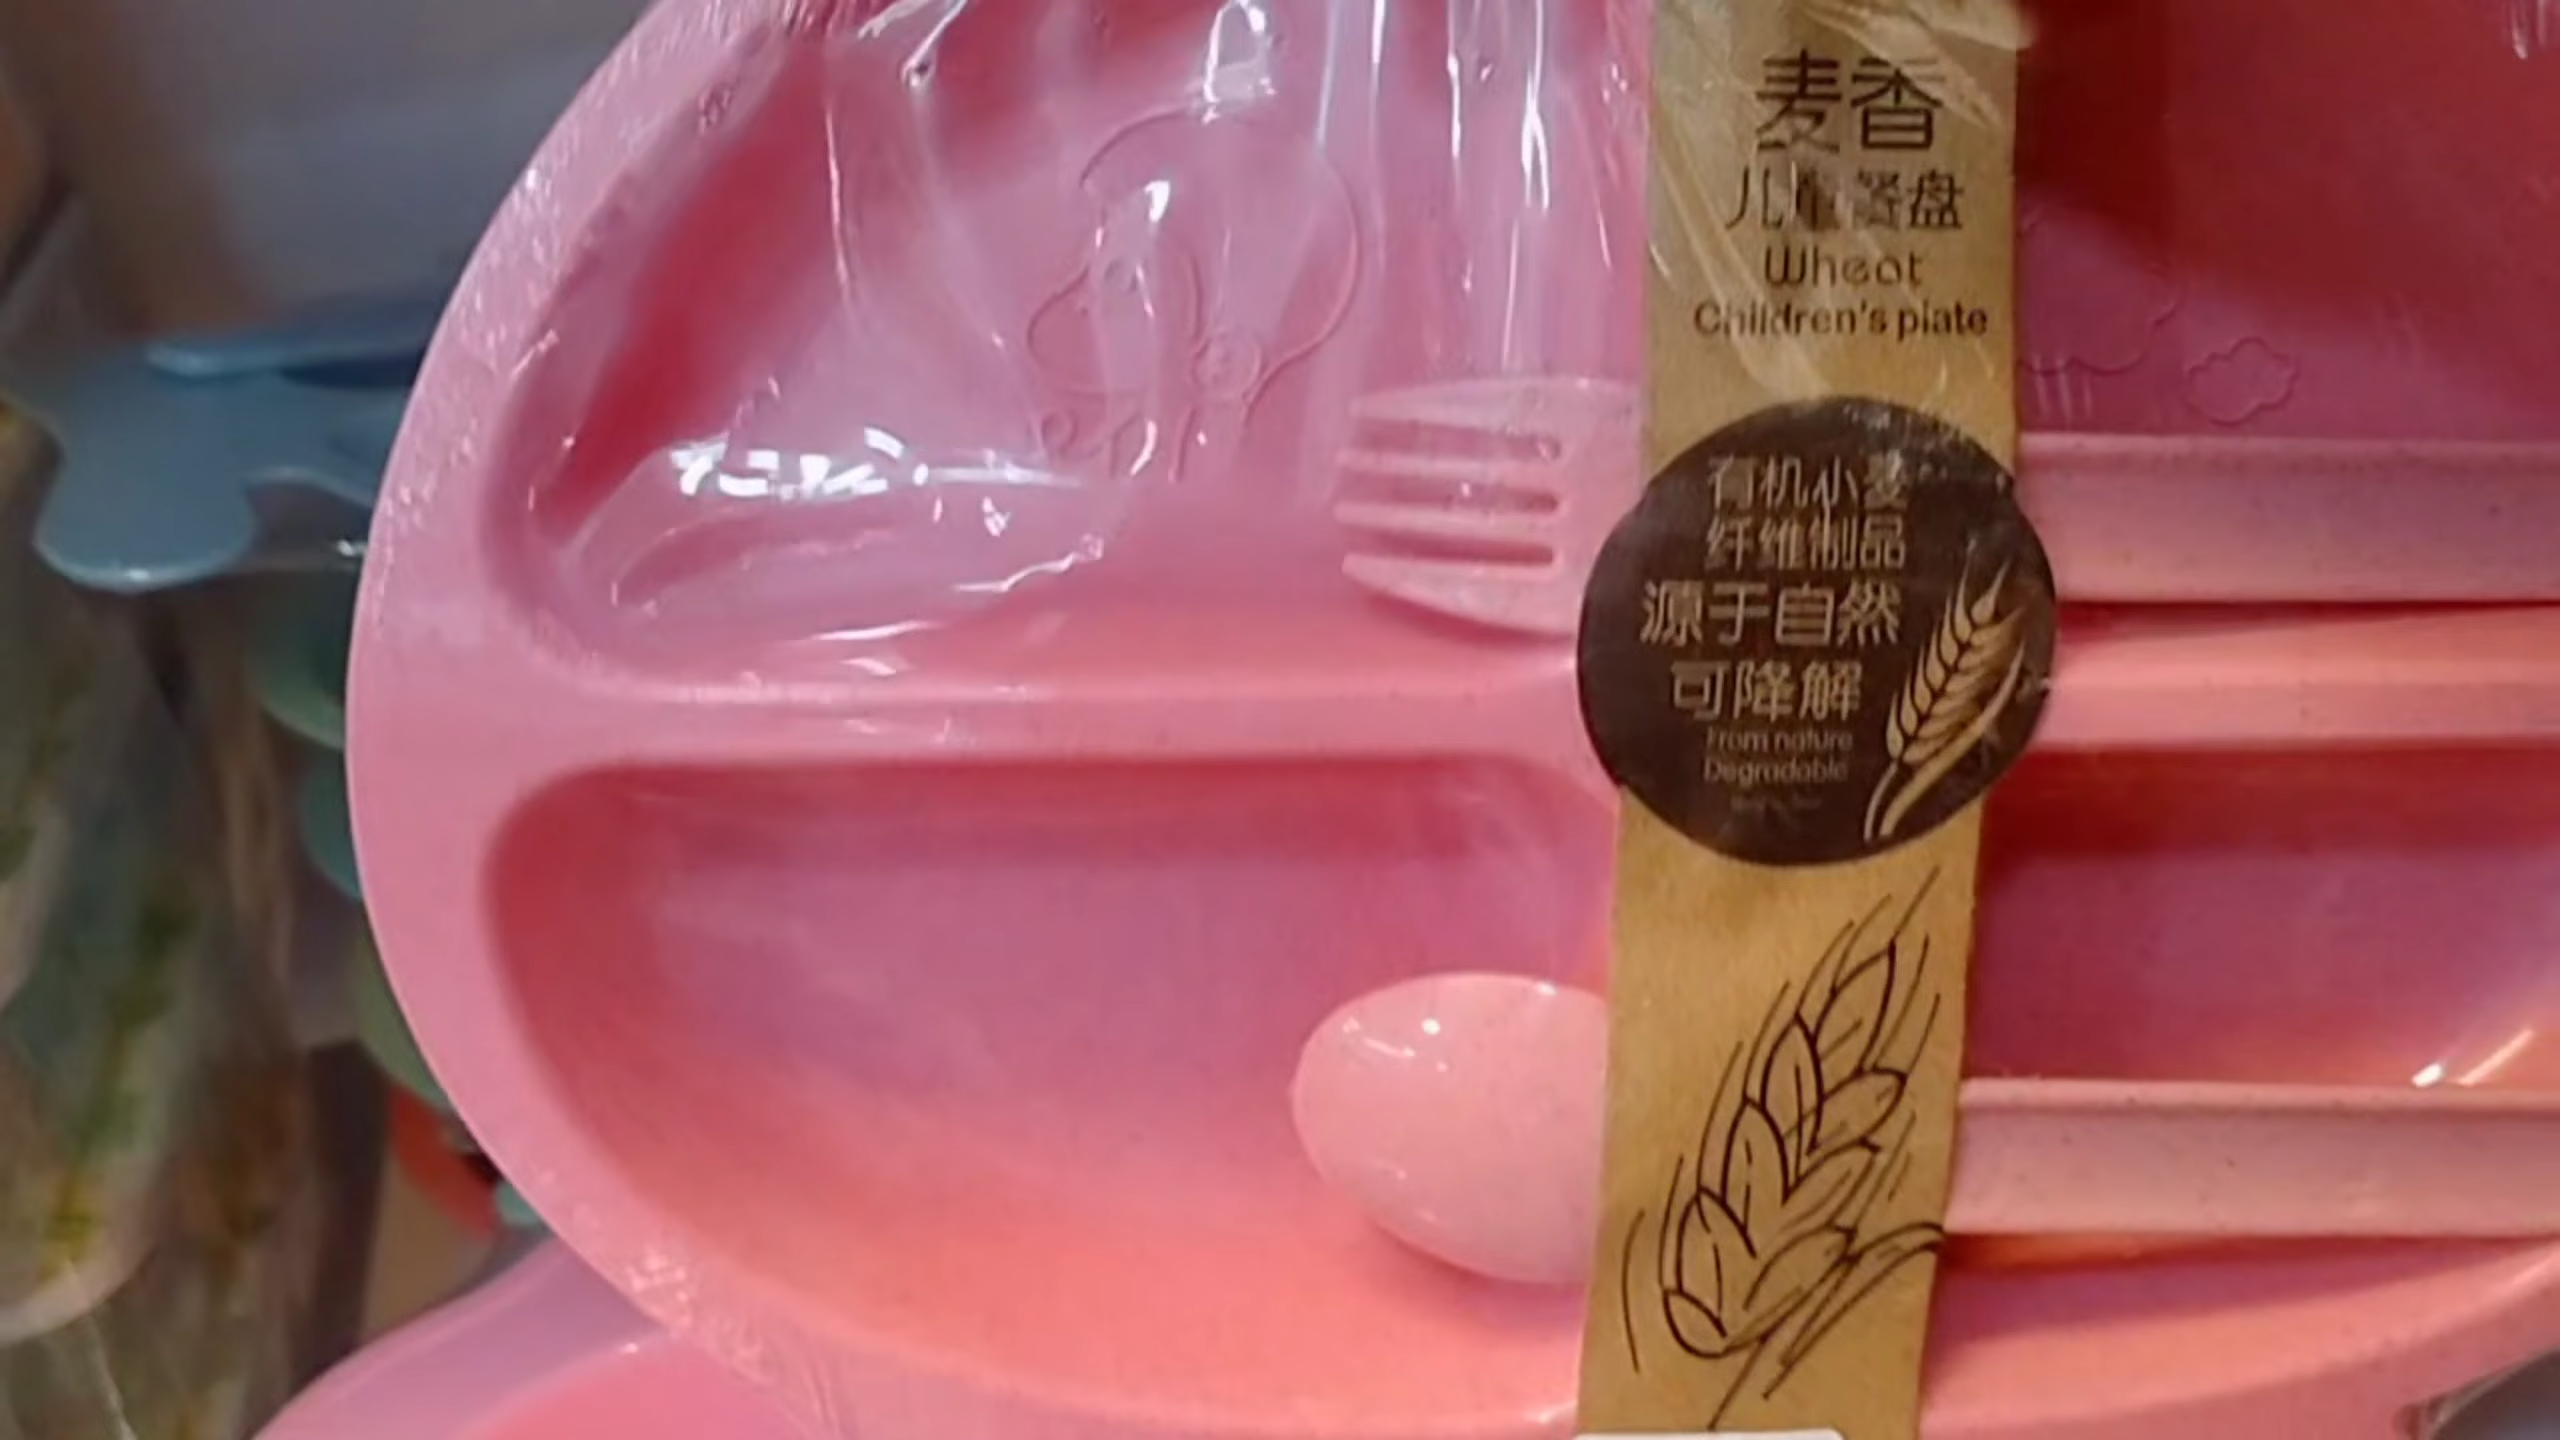 麦香
儿童餐盘
Wheat
Children's plate
有机小麦
纤维制品
源于自然
可降解
From nature
Degradable